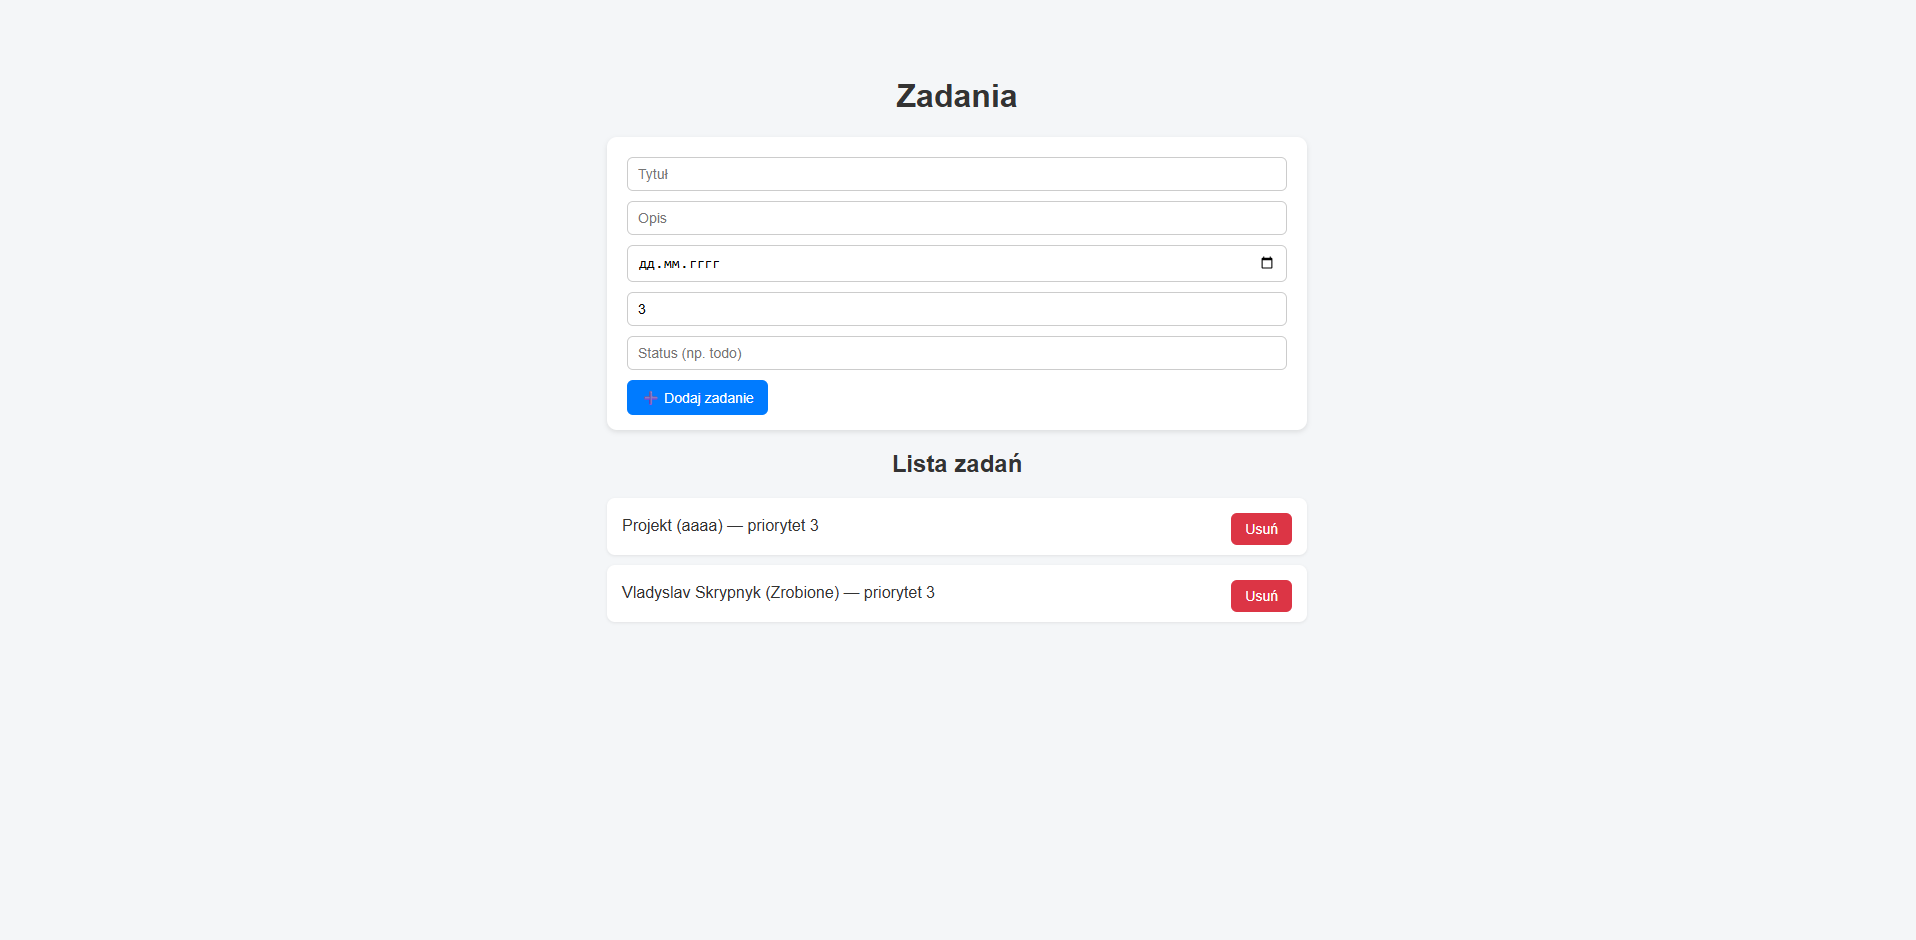 Zadania
Tytuł
Opis
дд.мм.гггг
3
Status (np. todo)
Dodaj zadanie
Lista zadań
Projekt (aaaa) — priorytet 3
Usuń
Vladyslav Skrypnyk (Zrobione) — priorytet 3
Usuń